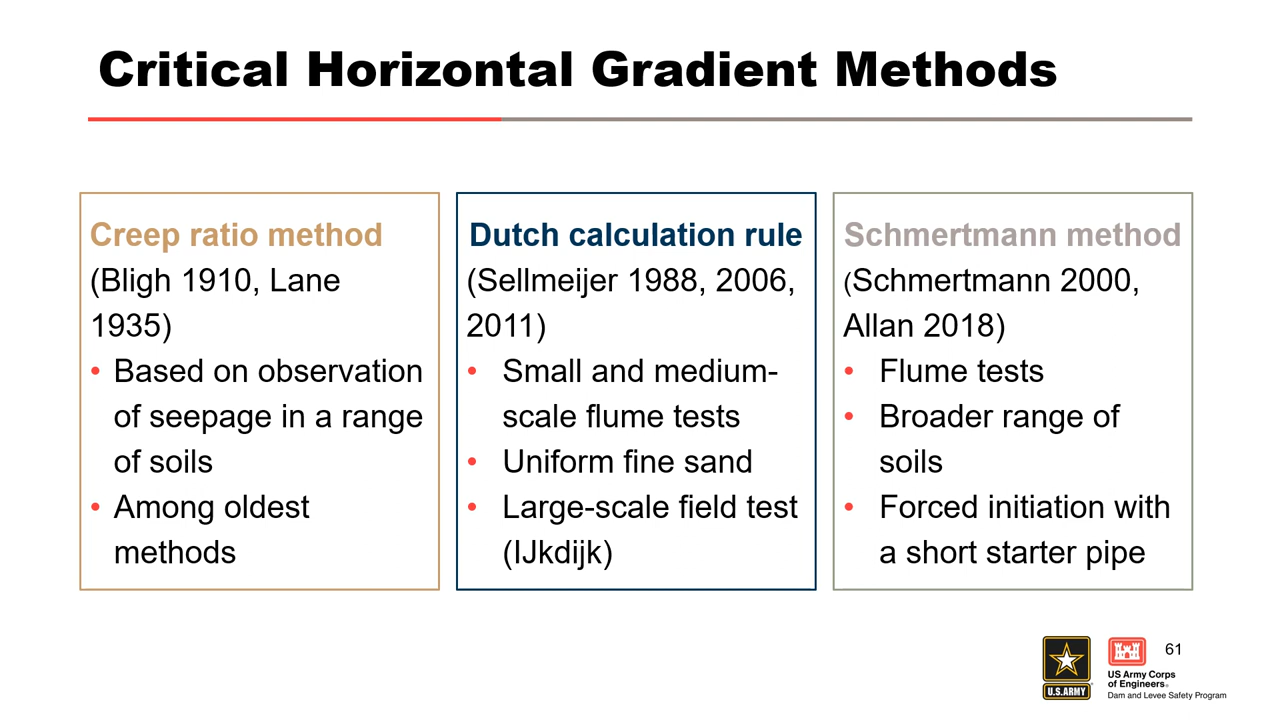 Critical Horizontal Gradient Methods
Creep ratio method
(Bligh 1910, Lane
1935)
• Based on observation
of seepage in a range
of soils
• Among oldest
methods
Dutch calculation rule
(Sellmeijer 1988, 2006,
2011)
• Small and medium-
scale flume tests
• Uniform fine sand
• Large-scale field test
(IJkdijk)
Schmertmann method
(Schmertmann 2000,
Allan 2018)
• Flume tests
• Broader range of
soils
• Forced initiation with
a short starter pipe
U.S.ARMY
US Army Corps
of Engineers®
Dam and Levee Safety Program
61